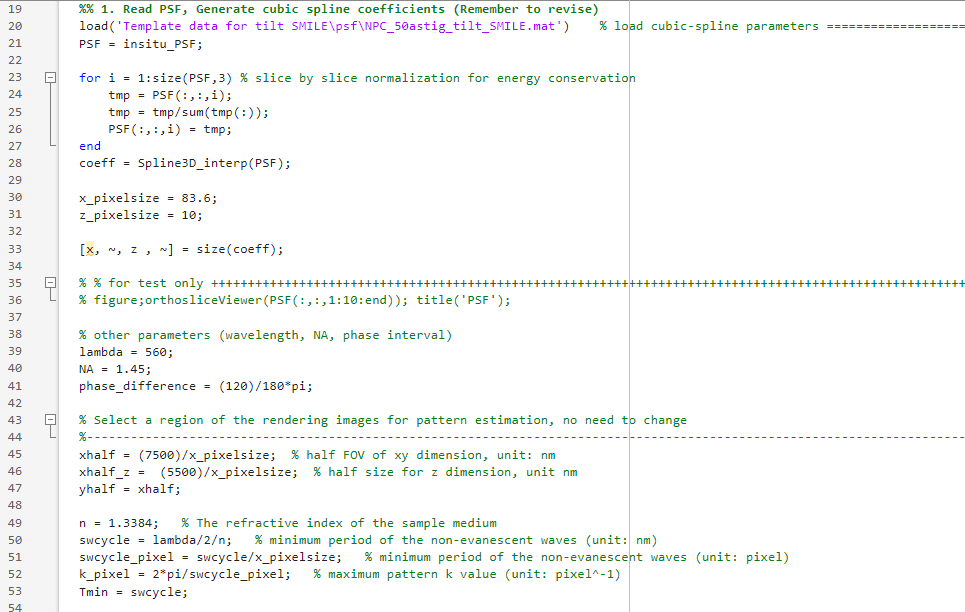 19 %% 1. Read PSF, Generate cubic spline coefficients (Remember to revise)
20 load('Template data for tilt SMILE\psf\NPC_50astig_tilt_SMILE.mat')    % load cubic-spline parameters ===================
21 PSF = insitu_PSF;
22
23 for i = 1:size(PSF,3) % slice by slice normalization for energy conservation
24     tmp = PSF(:,:,i);
25     tmp = tmp/sum(tmp(:));
26     PSF(:,:,i) = tmp;
27 end
28 coeff = Spline3D_interp(PSF);
29
30 x_pixelsize = 83.6;
31 z_pixelsize = 10;
32
33 [x, ~, z , ~] = size(coeff);
34
35 % % for test only +++++++++++++++++++++++++++++++++++++++++++++++++++++++++++++++++++++++++++++++++++++++++++++++++++++++
36 % figure;orthosliceViewer(PSF(:,:,1:10:end)); title('PSF');
37
38 % other parameters (wavelength, NA, phase interval)
39 lambda = 560;
40 NA = 1.45;
41 phase_difference = (120)/180*pi;
42
43 % Select a region of the rendering images for pattern estimation, no need to change
44 %------------------------------------------------------------------------------------------------------------------------
45 xhalf = (7500)/x_pixelsize;  % half FOV of xy dimension, unit: nm
46 xhalf_z =  (5500)/x_pixelsize;  % half size for z dimension, unit nm
47 yhalf = xhalf;
48
49 n = 1.3384;   % The refractive index of the sample medium
50 swcycle = lambda/2/n;   % minimum period of the non-evanescent waves (unit: nm)
51 swcycle_pixel = swcycle/x_pixelsize;   % minimum period of the non-evanescent waves (unit: pixel)
52 k_pixel = 2*pi/swcycle_pixel;   % maximum pattern k value (unit: pixel^-1)
53 Tmin = swcycle;
54